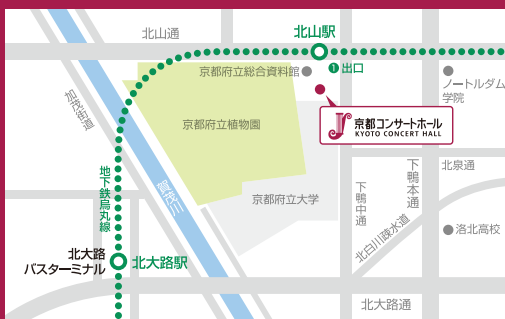 北山通
北山駅
❶出口
京都府立総合資料館
ノートルダム
学院
加茂街道
京都府立植物園
京都コンサートホール
KYOTO CONCERT HALL
地下鉄烏丸線
賀茂川
京都府立大学
下鴨中通
下鴨本通
北泉通
北白川疎水道
洛北高校
北大路
バスターミナル
北大路駅
北大路通